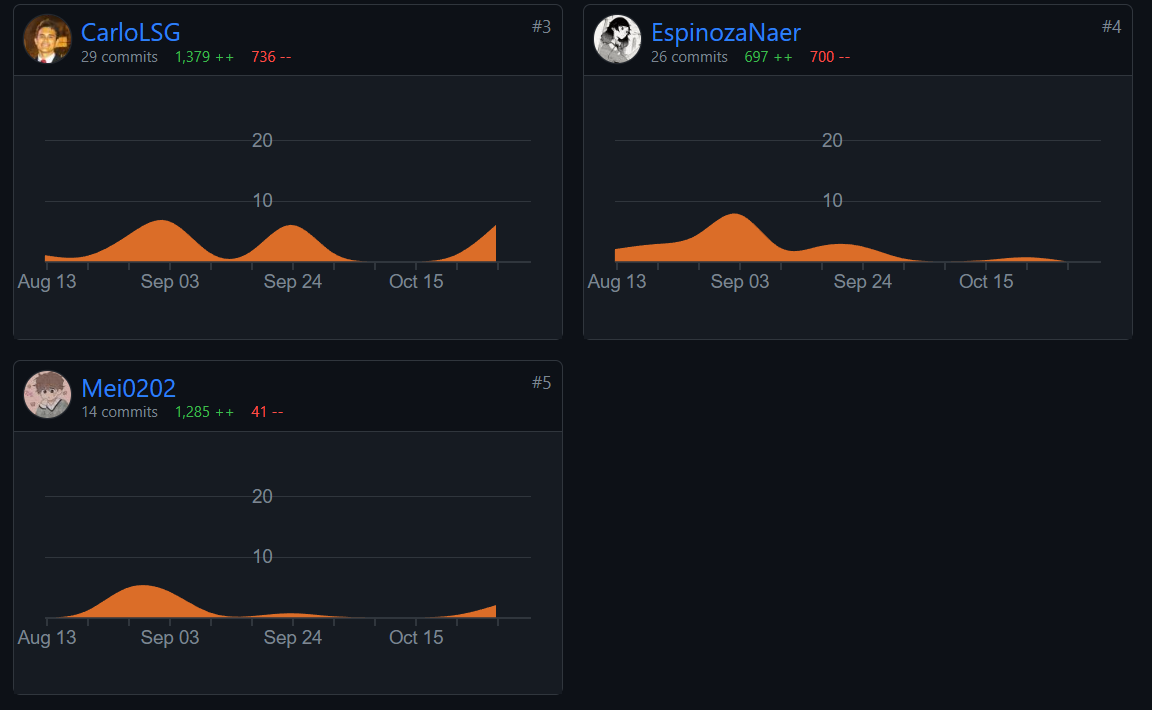 CarloLSG
#3
29 commits 1,379 ++ 736 --
20
10
Aug 13 Sep 03 Sep 24 Oct 15
EspinozaNaer
#4
26 commits 697 ++ 700 --
20
10
Aug 13 Sep 03 Sep 24 Oct 15
Mei0202
#5
14 commits 1,285 ++ 41 --
20
10
Aug 13 Sep 03 Sep 24 Oct 15